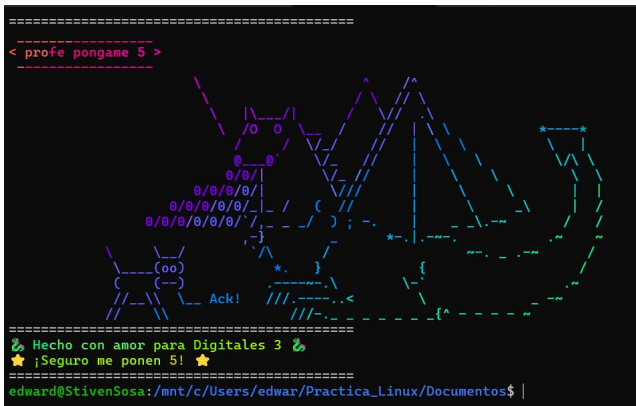 < profe pongame 5 >
Ack!
Hecho con amor para Digitales 3
¡Seguro me ponen 5!
edward@StivenSosa:/mnt/c/Users/edwar/Practica_Linux/Documentos$